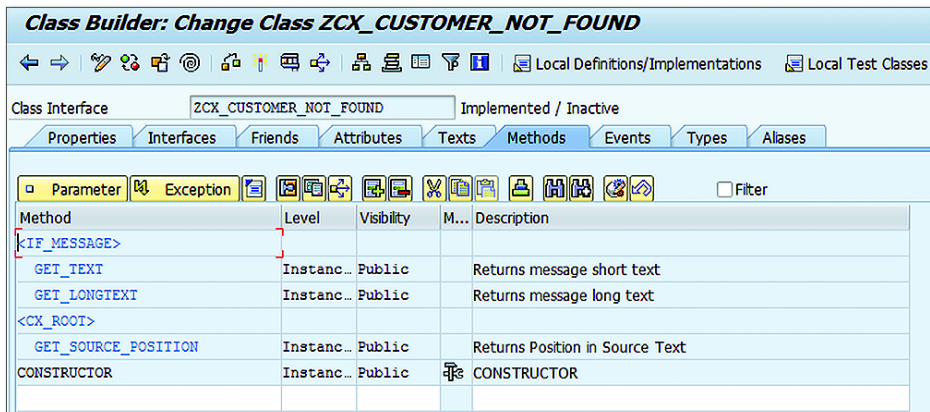 Class Builder: Change Class ZCX_CUSTOMER_NOT_FOUND
Local Definitions/Implementations Local Test Classes
Class Interface ZCX_CUSTOMER_NOT_FOUND Implemented / Inactive
Properties Interfaces Friends Attributes Texts Methods Events Types Aliases
Parameter Exception Filter
Method Level Visibility M... Description
<IF_MESSAGE>
GET_TEXT Instanc... Public Returns message short text
GET_LONGTEXT Instanc... Public Returns message long text
<CX_ROOT>
GET_SOURCE_POSITION Instanc... Public Returns Position in Source Text
CONSTRUCTOR Instanc... Public CONSTRUCTOR